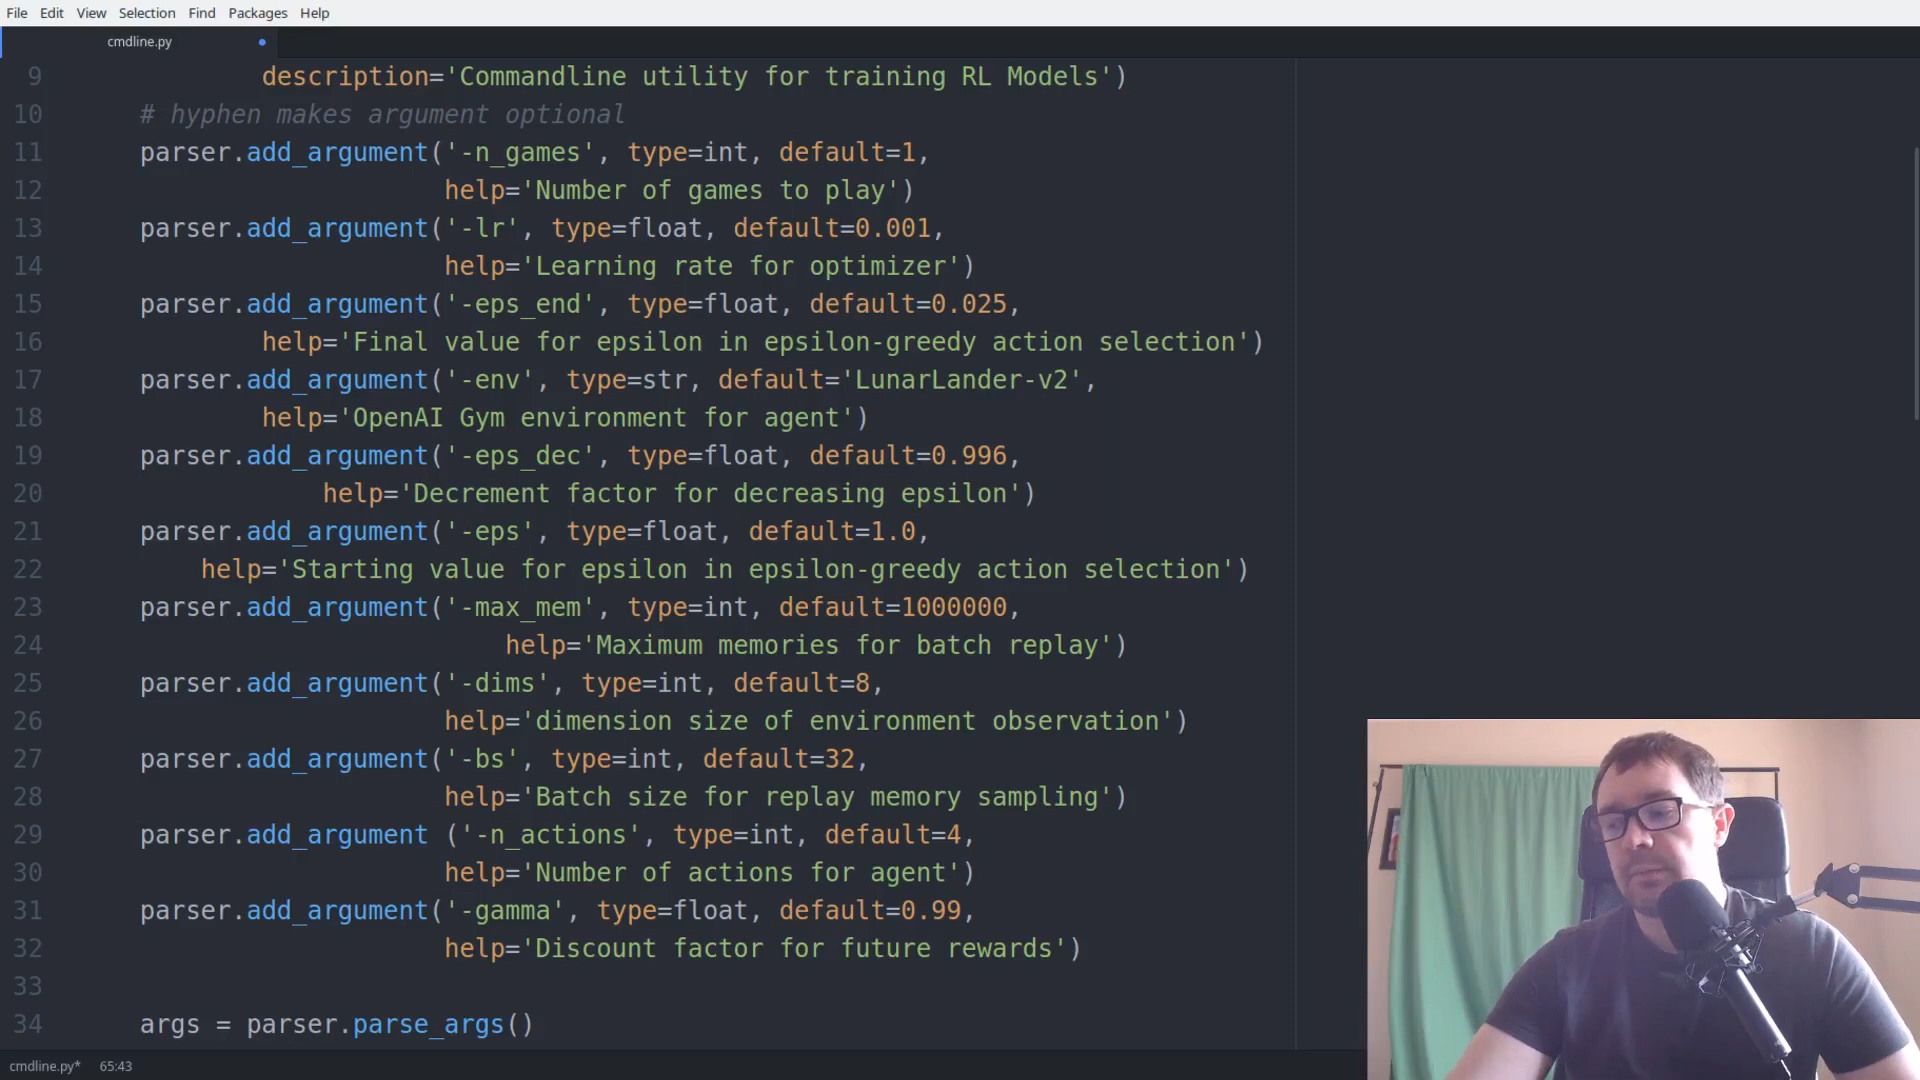 File Edit View Selection Find Packages Help
cmdline.py
9 description='Commandline utility for training RL Models')
10 # hyphen makes argument optional
11 parser.add_argument('-n_games', type=int, default=1,
12 help='Number of games to play')
13 parser.add_argument('-lr', type=float, default=0.001,
14 help='Learning rate for optimizer')
15 parser.add_argument('-eps_end', type=float, default=0.025,
16 help='Final value for epsilon in epsilon-greedy action selection')
17 parser.add_argument('-env', type=str, default='LunarLander-v2',
18 help='OpenAI Gym environment for agent')
19 parser.add_argument('-eps_dec', type=float, default=0.996,
20 help='Decrement factor for decreasing epsilon')
21 parser.add_argument('-eps', type=float, default=1.0,
22 help='Starting value for epsilon in epsilon-greedy action selection')
23 parser.add_argument('-max_mem', type=int, default=1000000,
24 help='Maximum memories for batch replay')
25 parser.add_argument('-dims', type=int, default=8,
26 help='dimension size of environment observation')
27 parser.add_argument('-bs', type=int, default=32,
28 help='Batch size for replay memory sampling')
29 parser.add_argument ('-n_actions', type=int, default=4,
30 help='Number of actions for agent')
31 parser.add_argument('-gamma', type=float, default=0.99,
32 help='Discount factor for future rewards')
33
34 args = parser.parse_args()
cmdline.py* 65:43